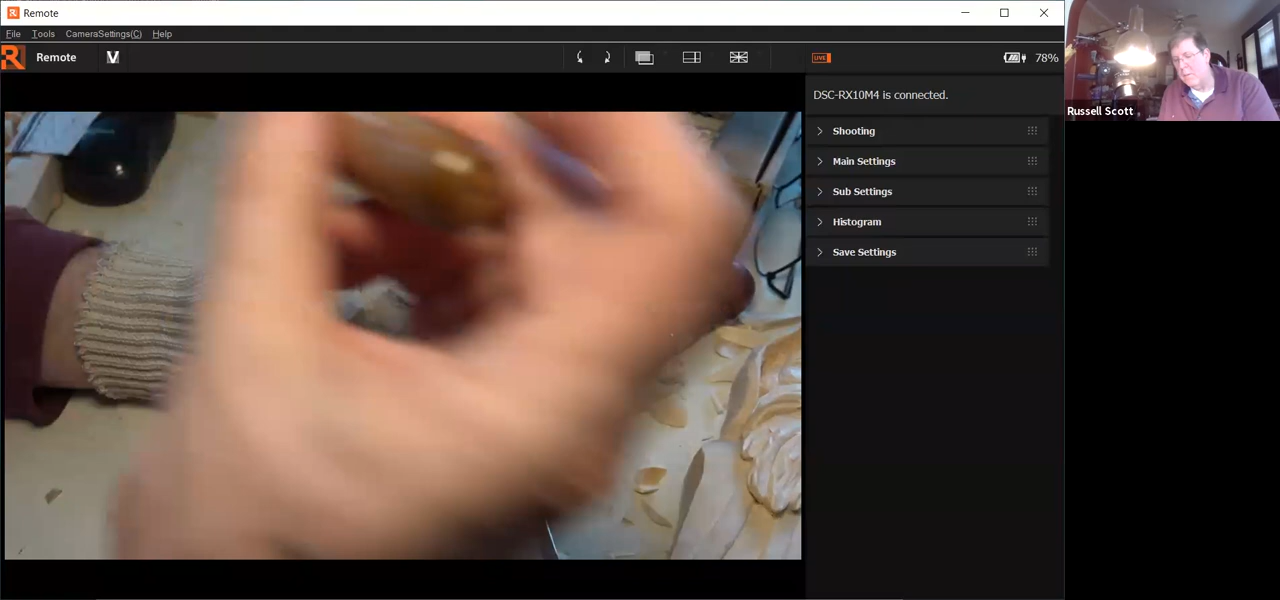 Remote
File Tools CameraSettings(C) Help
Remote V
LIVE 78%
DSC-RX10M4 is connected.
Shooting
Main Settings
Sub Settings
Histogram
Save Settings
Russell Scott